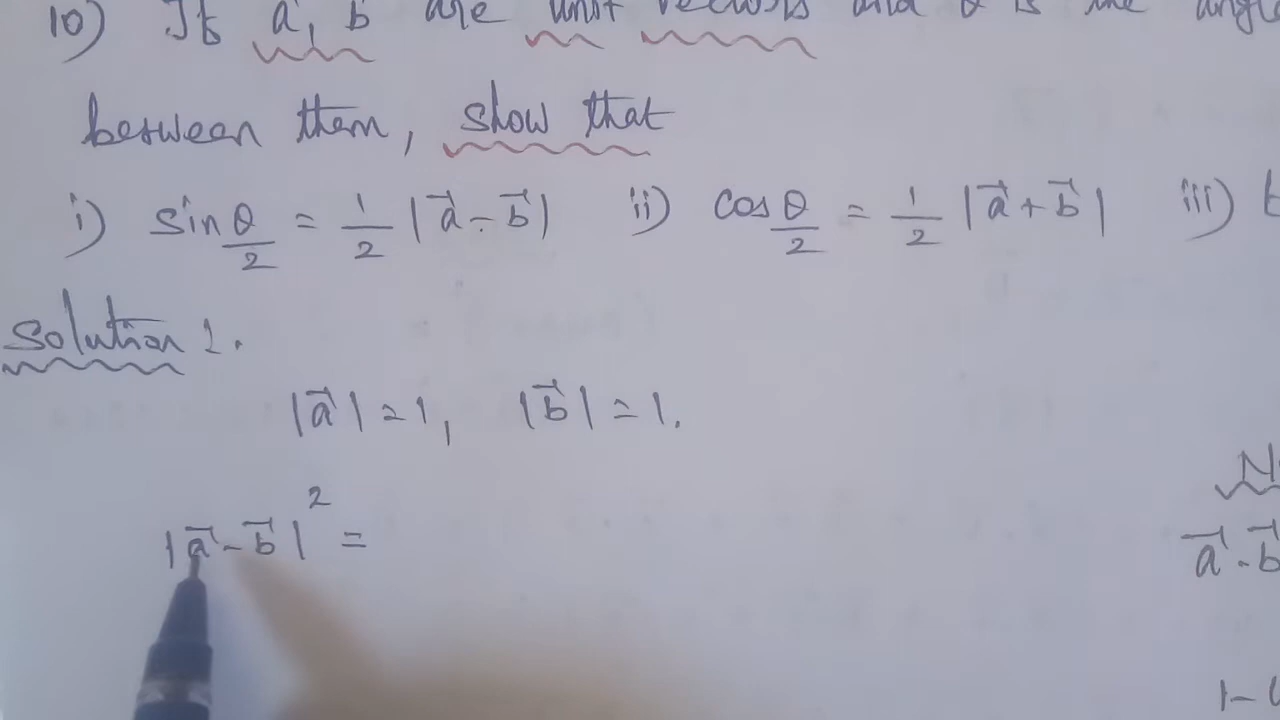 10) If a⃗, b⃗ are unit vectors and θ is the angle
between them, show that
i) sin θ/2 = 1/2 |a⃗ - b⃗| ii) cos θ/2 = 1/2 |a⃗ + b⃗| iii) t
Solution:
|a⃗| = 1, |b⃗| = 1.
N
|a⃗ - b⃗|² =
a⃗ . b⃗
1 -